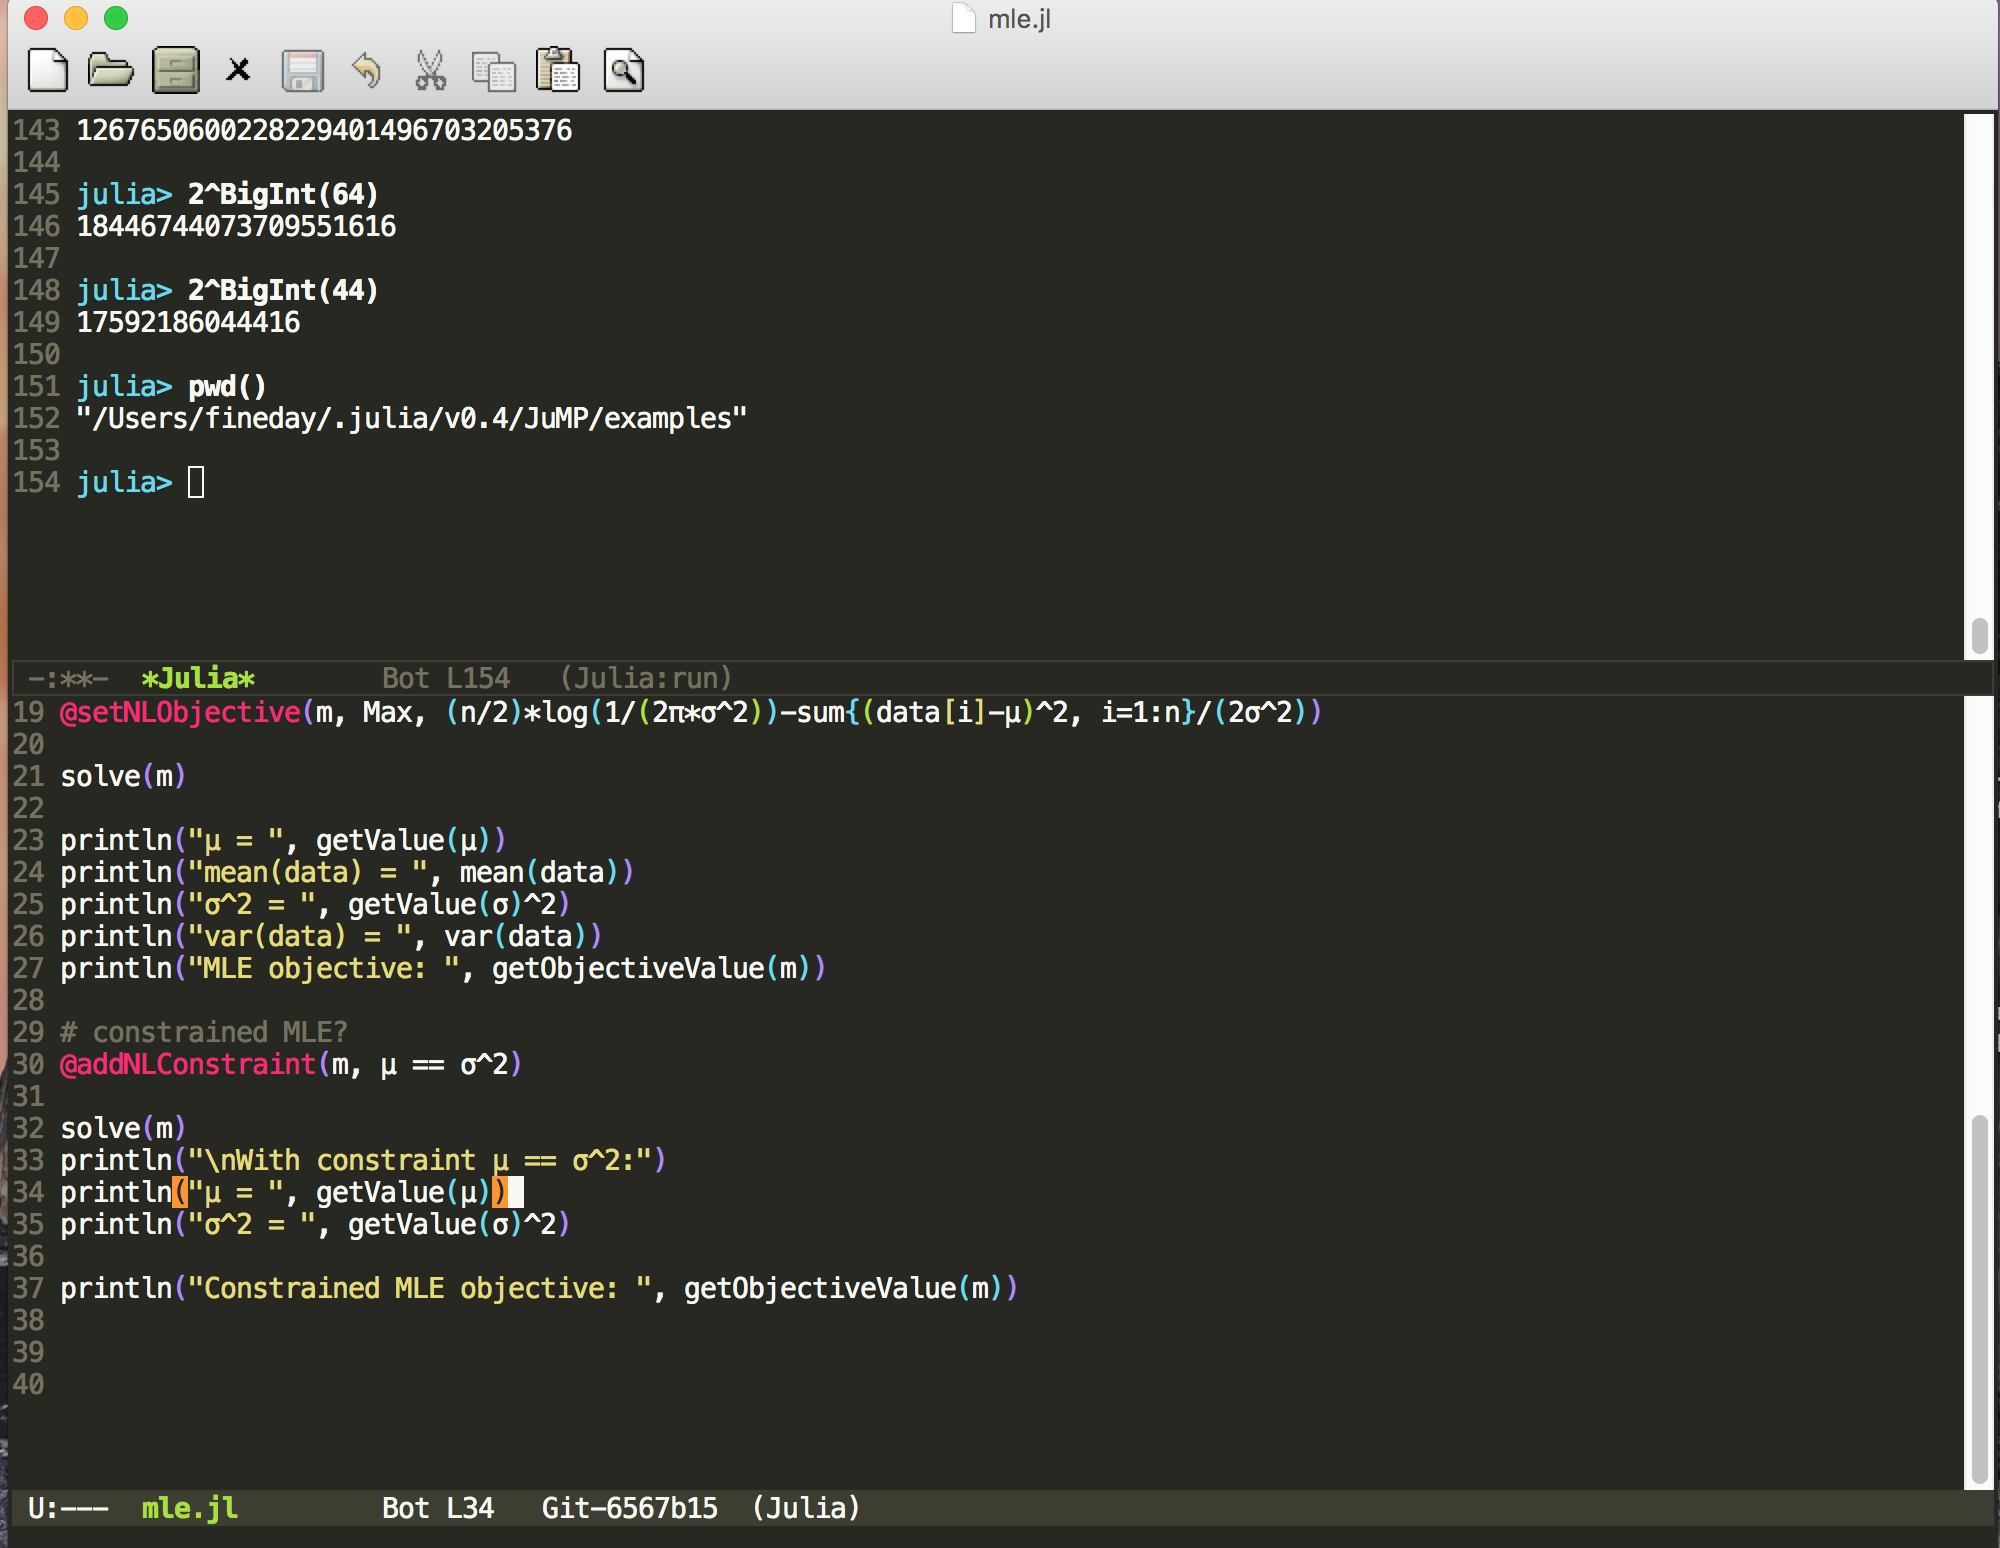 mle.jl
143 1267650600228229401496703205376
144
145 julia> 2^BigInt(64)
146 18446744073709551616
147
148 julia> 2^BigInt(44)
149 17592186044416
150
151 julia> pwd()
152 "/Users/fineday/.julia/v0.4/JuMP/examples"
153
154 julia>
-:**- *Julia* Bot L154 (Julia:run)
19 @setNLObjective(m, Max, (n/2)*log(1/(2π*σ^2))-sum{(data[i]-μ)^2, i=1:n}/(2σ^2))
20
21 solve(m)
22
23 println("μ = ", getValue(μ))
24 println("mean(data) = ", mean(data))
25 println("σ^2 = ", getValue(σ)^2)
26 println("var(data) = ", var(data))
27 println("MLE objective: ", getObjectiveValue(m))
28
29 # constrained MLE?
30 @addNLConstraint(m, μ == σ^2)
31
32 solve(m)
33 println("\nWith constraint μ == σ^2:")
34 println("μ = ", getValue(μ))
35 println("σ^2 = ", getValue(σ)^2)
36
37 println("Constrained MLE objective: ", getObjectiveValue(m))
38
39
40
U:--- mle.jl Bot L34 Git-6567b15 (Julia)